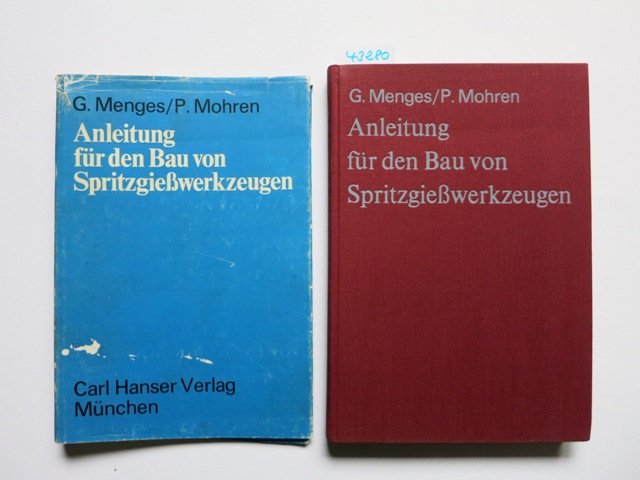 G. Menges/P. Mohren
Anleitung
für den Bau von
Spritzgießwerkzeugen
Carl Hanser Verlag
München
43280
G. Menges/P. Mohren
Anleitung
für den Bau von
Spritzgießwerkzeugen